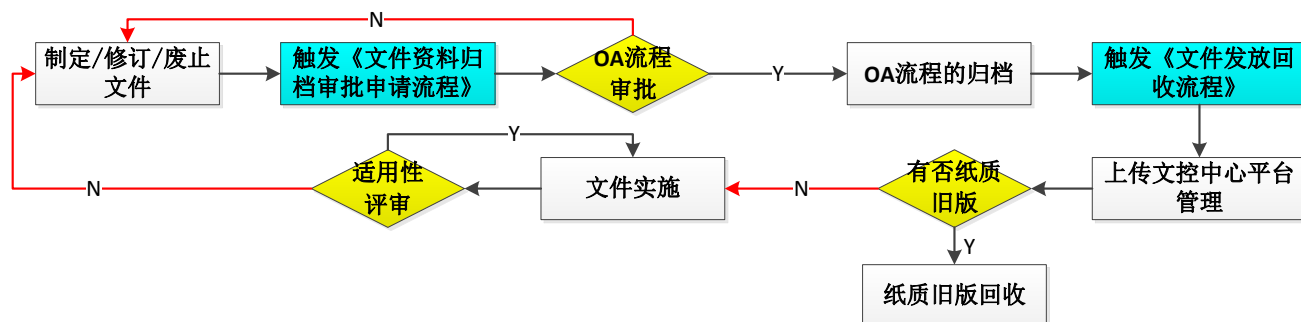 N
制定/修订/废止
文件
触发《文件资料归
档审批申请流程》
OA流程
审批
Y
OA流程的归档
触发《文件发放回
收流程》
Y
N
适用性
评审
文件实施
N
有否纸质
旧版
上传文控中心平台
管理
Y
纸质旧版回收